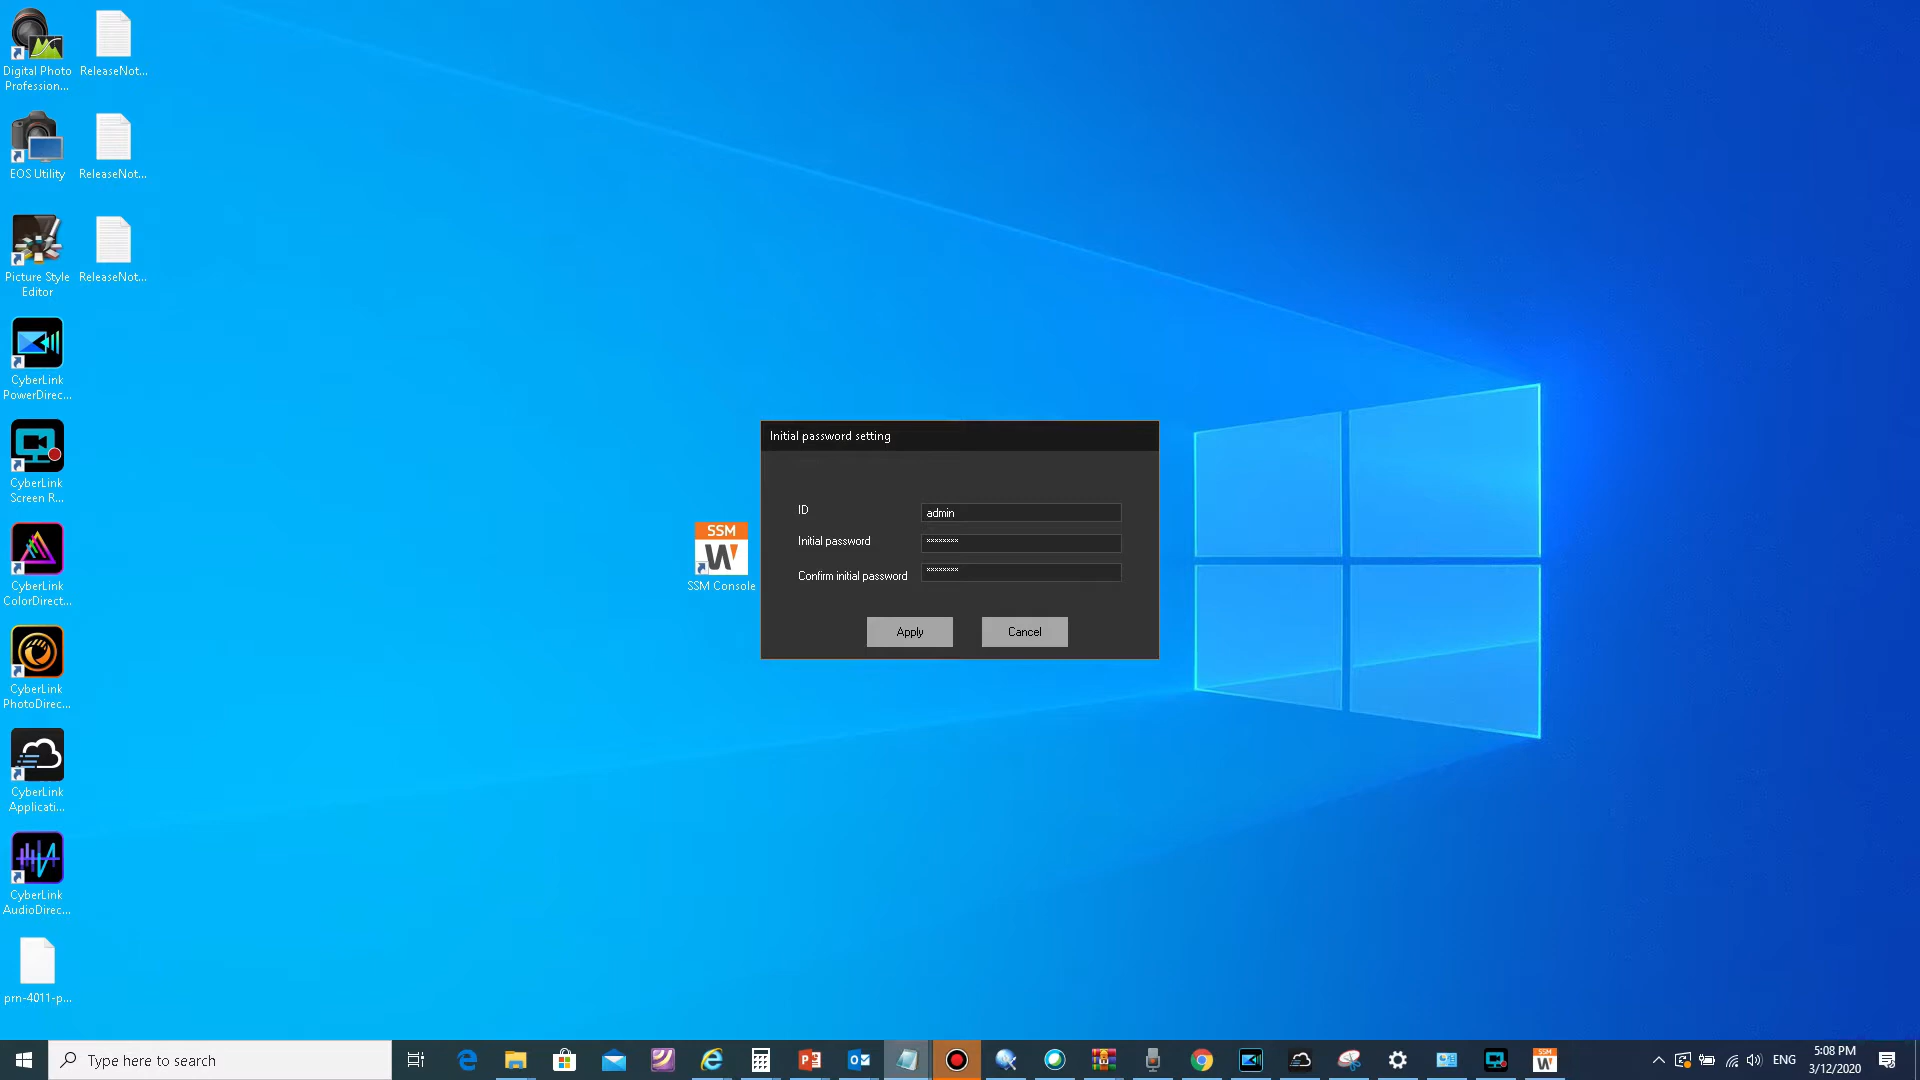 Digital Photo
Profession...
ReleaseNot...
EOS Utility
ReleaseNot...
Picture Style
Editor
ReleaseNot...
CyberLink
PowerDirec...
CyberLink
Screen R...
CyberLink
ColorDirect...
CyberLink
PhotoDirec...
CyberLink
Applicati...
CyberLink
AudioDirec...
prn-4011-p...
SSM
W
SSM Console
Initial password setting
ID
admin
Initial password
********
Confirm initial password
********
Apply
Cancel
Type here to search
ENG
5:08 PM
3/12/2020